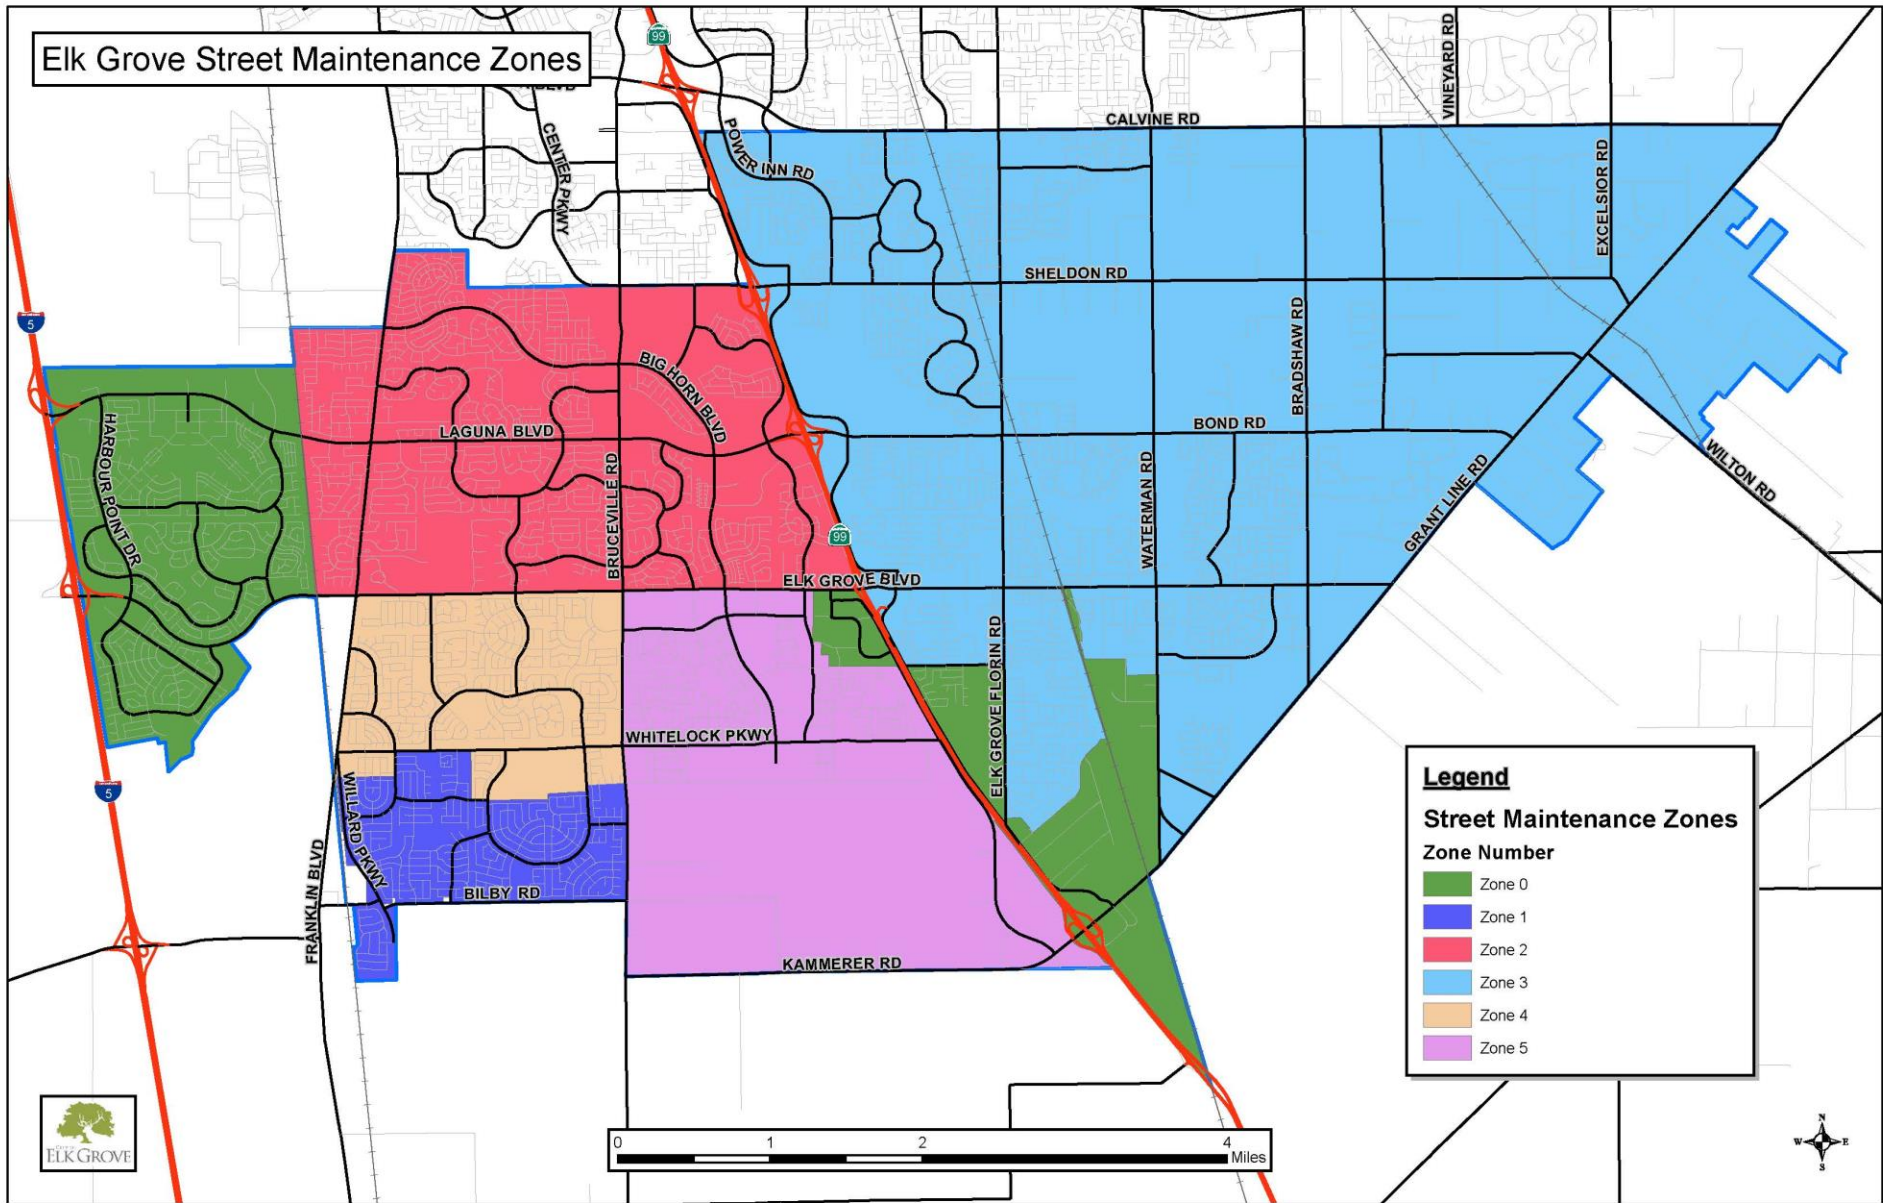 Elk Grove Street Maintenance Zones
99
BLVD
CENTER PKWY
POWER INN RD
CALVINE RD
VINEYARD RD
EXCELSIOR RD
SHELDON RD
5
BIG HORN BLVD
BRADSHAW RD
HARBOUR POINT DR
LAGUNA BLVD
BOND RD
BRUCEVILLE RD
WATERMAN RD
GRANT LINE RD
WILTON RD
99
ELK GROVE BLVD
ELK GROVE FLORIN RD
WHITELOCK PKWY
5
WILLARD PKWY
FRANKLIN BLVD
BILBY RD
KAMMERER RD
Legend
Street Maintenance Zones
Zone Number
Zone 0
Zone 1
Zone 2
Zone 3
Zone 4
Zone 5
CITY OF
ELK GROVE
0 1 2 4
Miles
N
W E
S